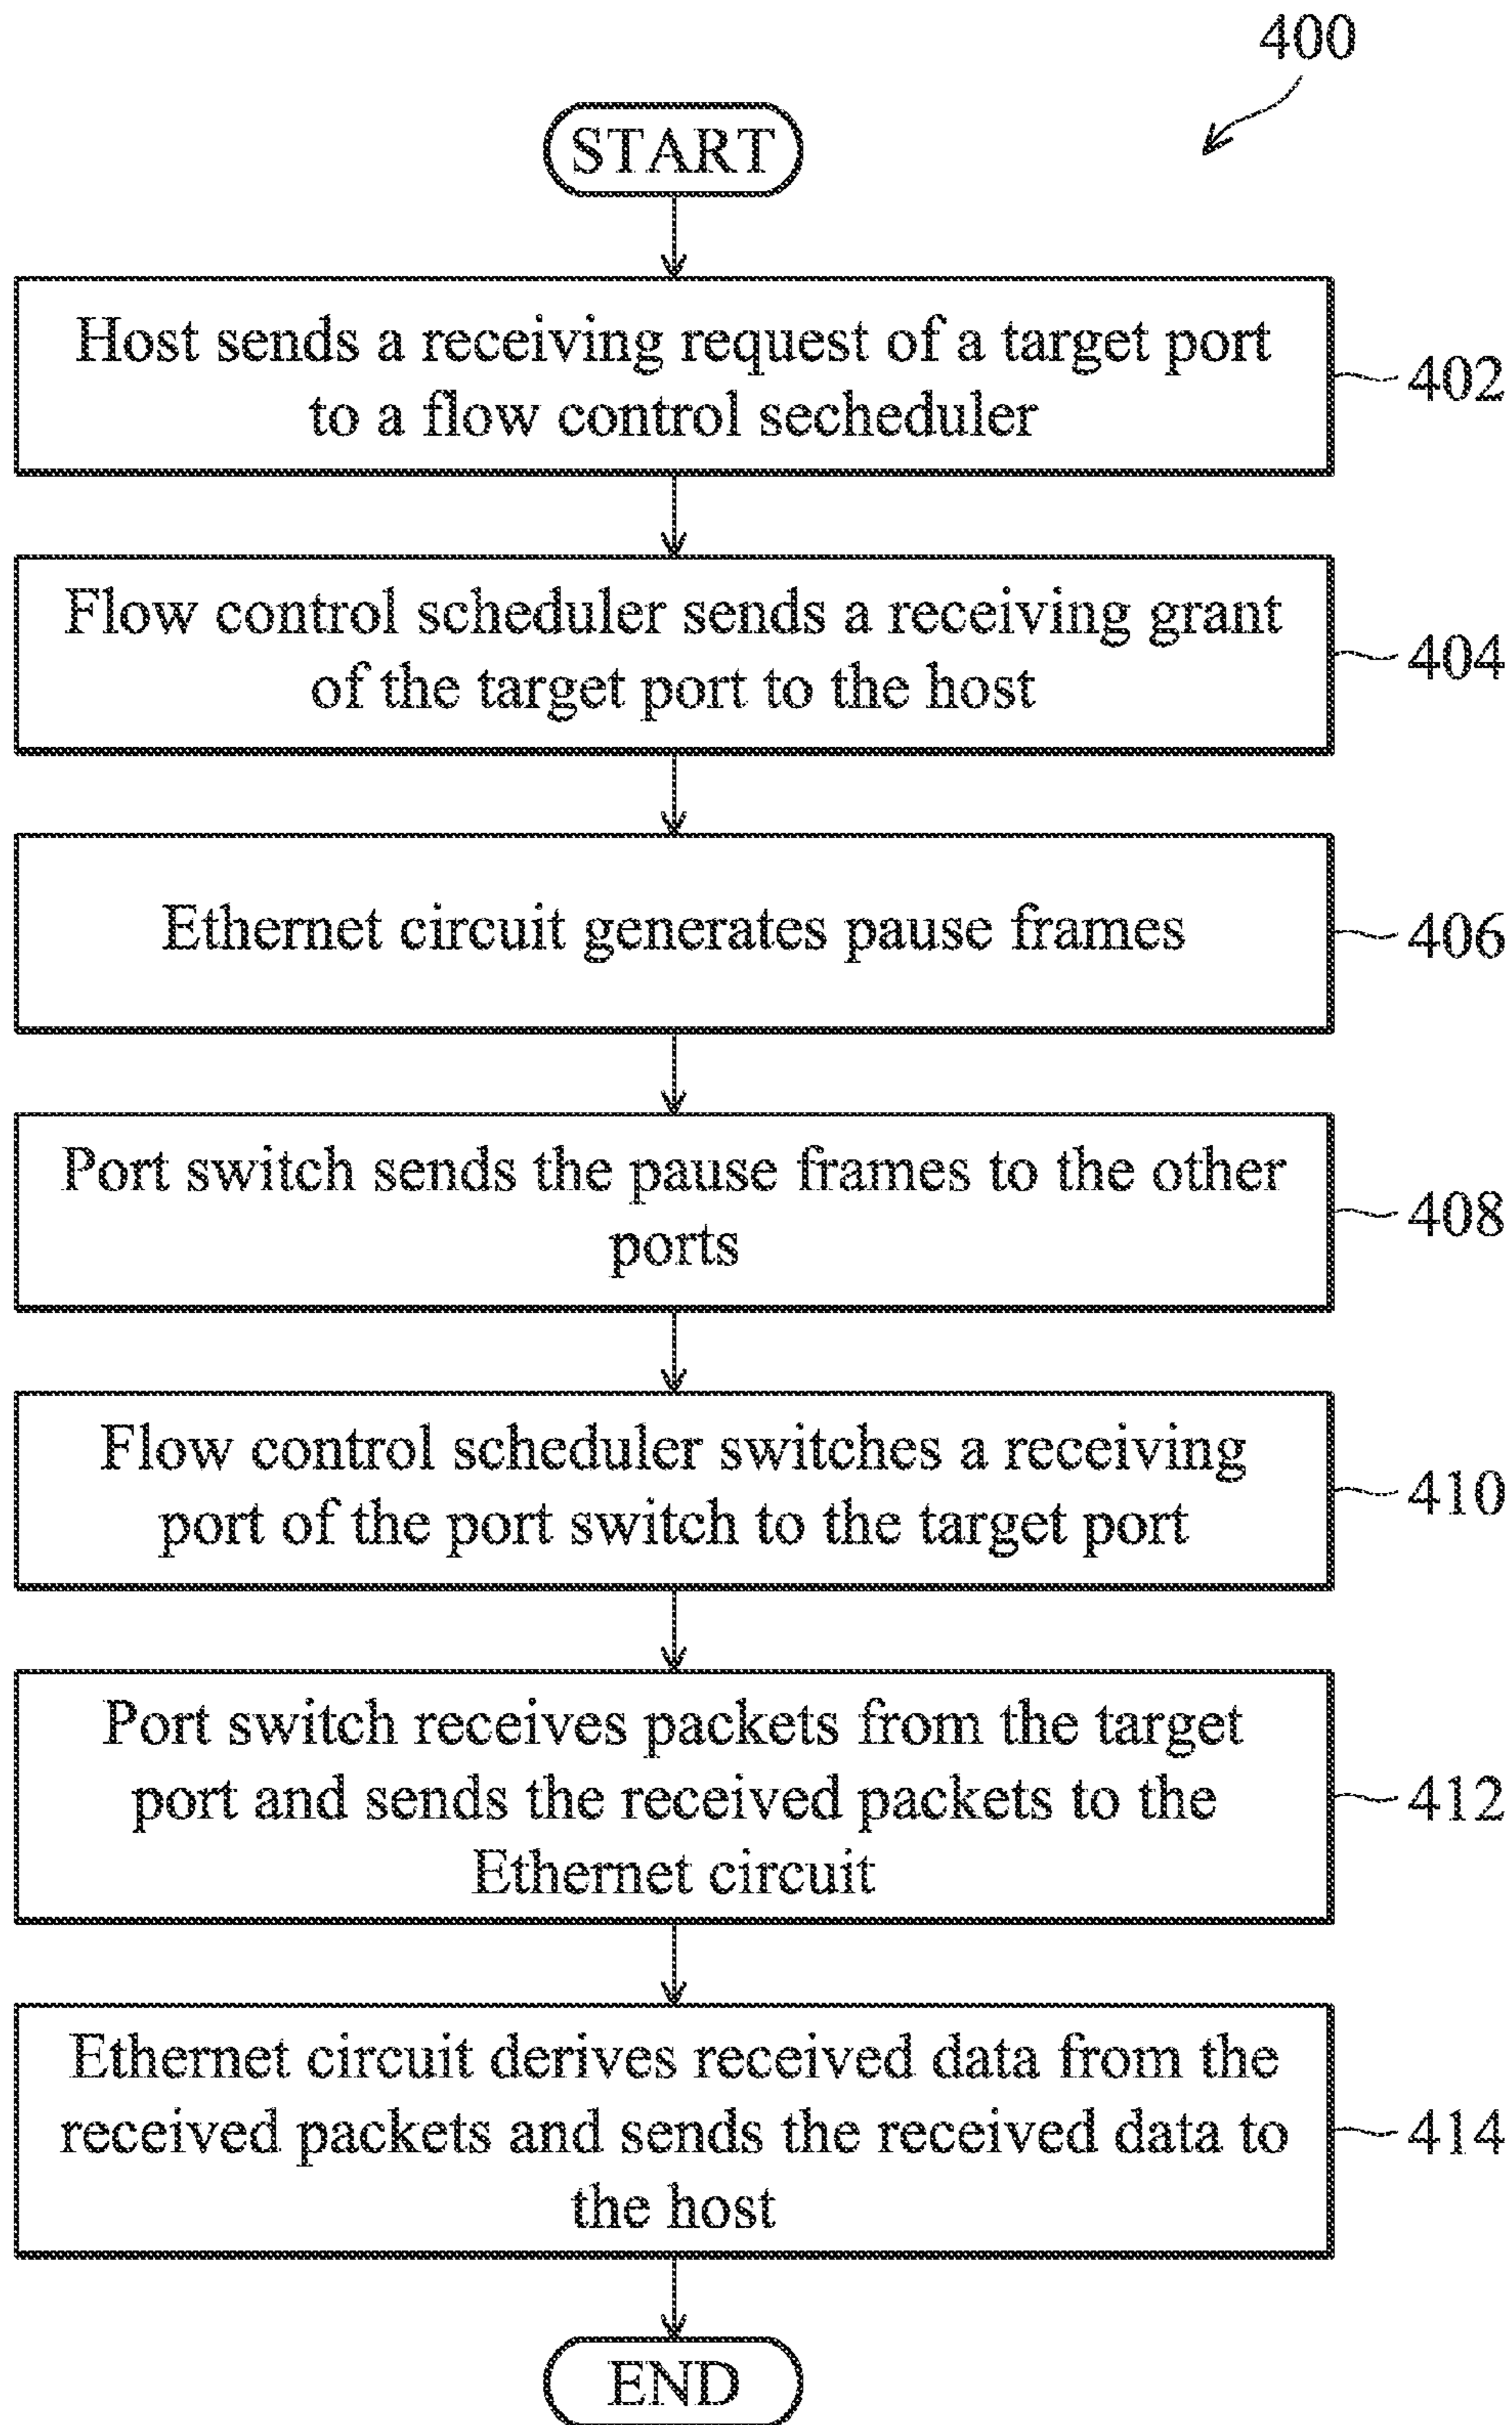 400
START
Host sends a receiving request of a target port
to a flow control secheduler
402
Flow control scheduler sends a receiving grant
of the target port to the host
404
Ethernet circuit generates pause frames
406
Port switch sends the pause frames to the other
ports
408
Flow control scheduler switches a receiving
port of the port switch to the target port
410
Port switch receives packets from the target
port and sends the received packets to the
Ethernet circuit
412
Ethernet circuit derives received data from the
received packets and sends the received data to
the host
414
END